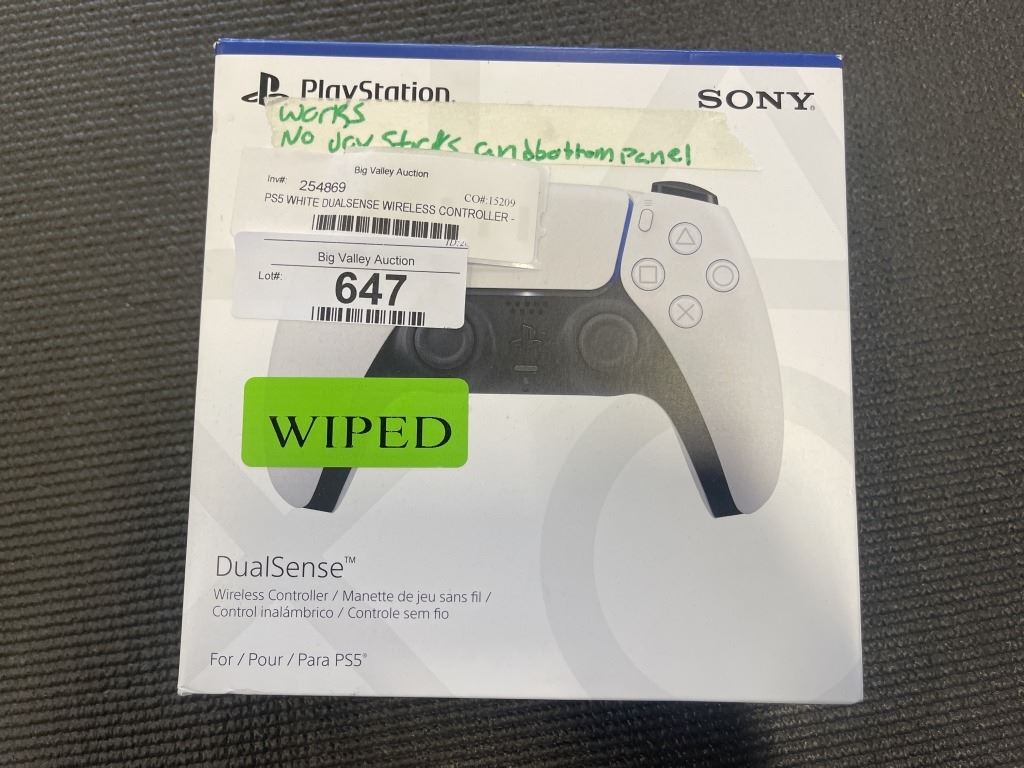 PlayStation
SONY
works
No Joy Sticks and bottom panel
Big Valley Auction
Inv#: 254869
CO#:15209
PS5 WHITE DUALSENSE WIRELESS CONTROLLER -
Big Valley Auction
Lot#: 647
WIPED
DualSense™
Wireless Controller / Manette de jeu sans fil /
Control inalámbrico / Controle sem fio
For / Pour / Para PS5®